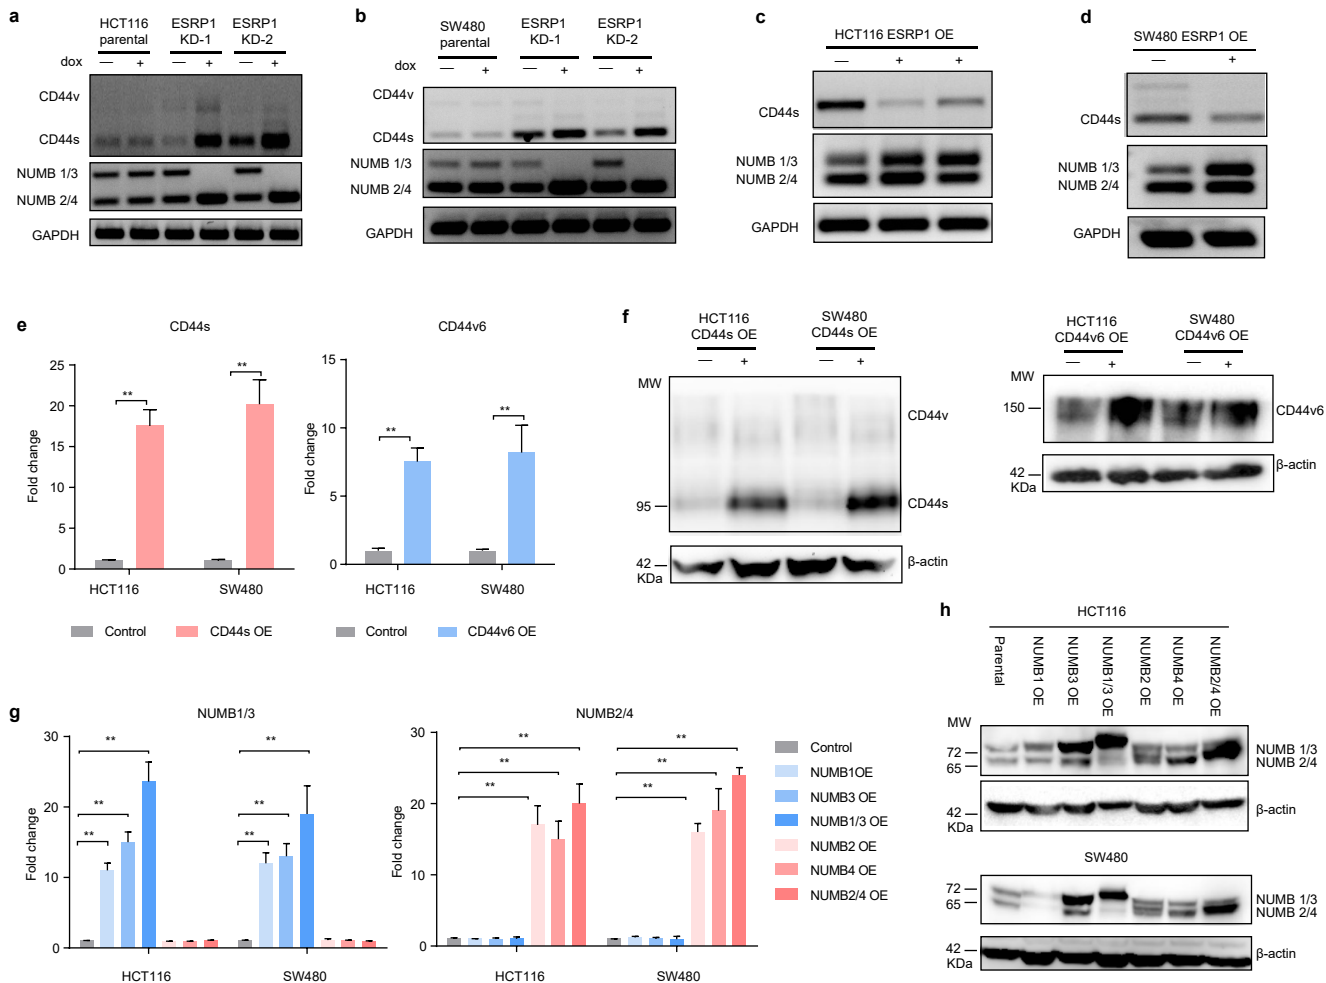 a
HCT116 parental
ESRP1 KD-1
ESRP1 KD-2
dox
— + — + — +
CD44v
CD44s
NUMB 1/3
NUMB 2/4
GAPDH
b
SW480 parental
ESRP1 KD-1
ESRP1 KD-2
dox
— + — + — +
CD44v
CD44s
NUMB 1/3
NUMB 2/4
GAPDH
c
HCT116 ESRP1 OE
— + +
CD44s
NUMB 1/3
NUMB 2/4
GAPDH
d
SW480 ESRP1 OE
— +
CD44s
NUMB 1/3
NUMB 2/4
GAPDH
e
CD44s
Fold change
25
20
15
10
5
0
**
**
HCT116
SW480
Control
CD44s OE
CD44v6
Fold change
15
10
5
0
**
**
HCT116
SW480
Control
CD44v6 OE
f
HCT116 CD44s OE
SW480 CD44s OE
— + — +
MW
CD44v
95
CD44s
42
KDa
β-actin
HCT116 CD44v6 OE
SW480 CD44v6 OE
— + — +
MW
150
CD44v6
42
KDa
β-actin
g
NUMB1/3
Fold change
30
20
10
0
**
**
**
**
**
**
HCT116
SW480
NUMB2/4
Fold change
30
20
10
0
**
**
**
**
**
**
HCT116
SW480
Control
NUMB1OE
NUMB3 OE
NUMB1/3 OE
NUMB2 OE
NUMB4 OE
NUMB2/4 OE
h
HCT116
Parental
NUMB1 OE
NUMB3 OE
NUMB1/3 OE
NUMB2 OE
NUMB4 OE
NUMB2/4 OE
MW
72
65
NUMB 1/3
NUMB 2/4
42
KDa
β-actin
SW480
72
65
NUMB 1/3
NUMB 2/4
42
KDa
β-actin